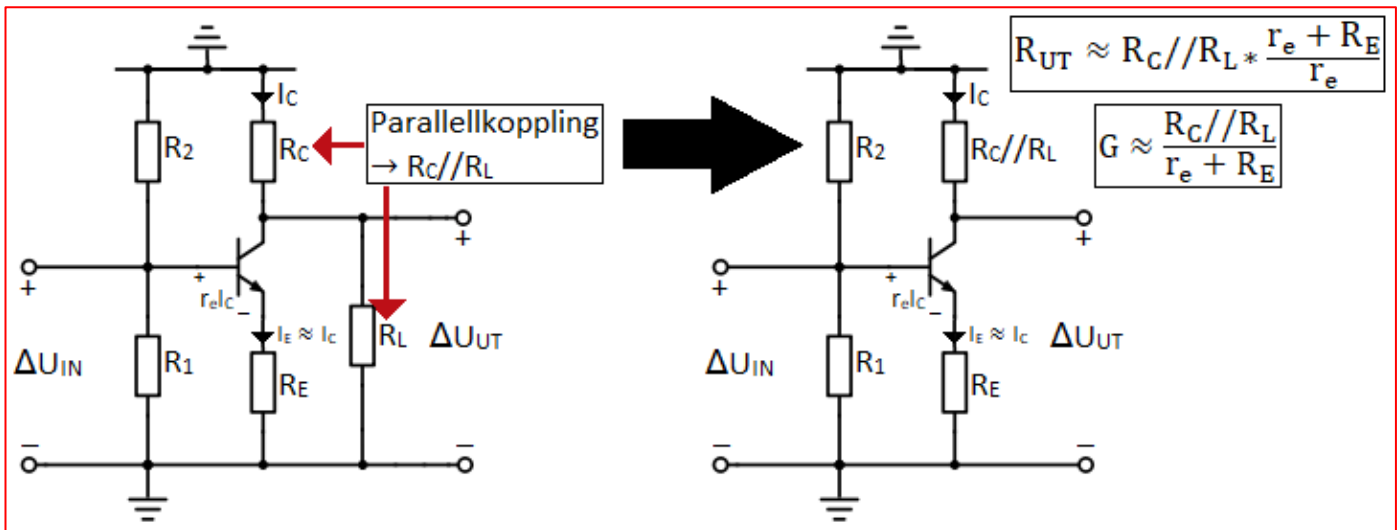 I_C
R_2
R_C
Parallellkoppling
→ R_C//R_L
+
+
+
r_eI_C
−
I_E ≈ I_C
R_L
ΔU_UT
ΔU_IN
R_1
R_E
−
−
R_UT ≈ R_C//R_L * (r_e + R_E)/r_e
I_C
R_2
R_C//R_L
G ≈ (R_C//R_L)/(r_e + R_E)
+
+
+
r_eI_C
−
I_E ≈ I_C
ΔU_UT
ΔU_IN
R_1
R_E
−
−